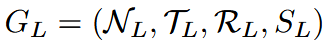 G_L = (𝒩_L, 𝒯_L, ℛ_L, S_L)